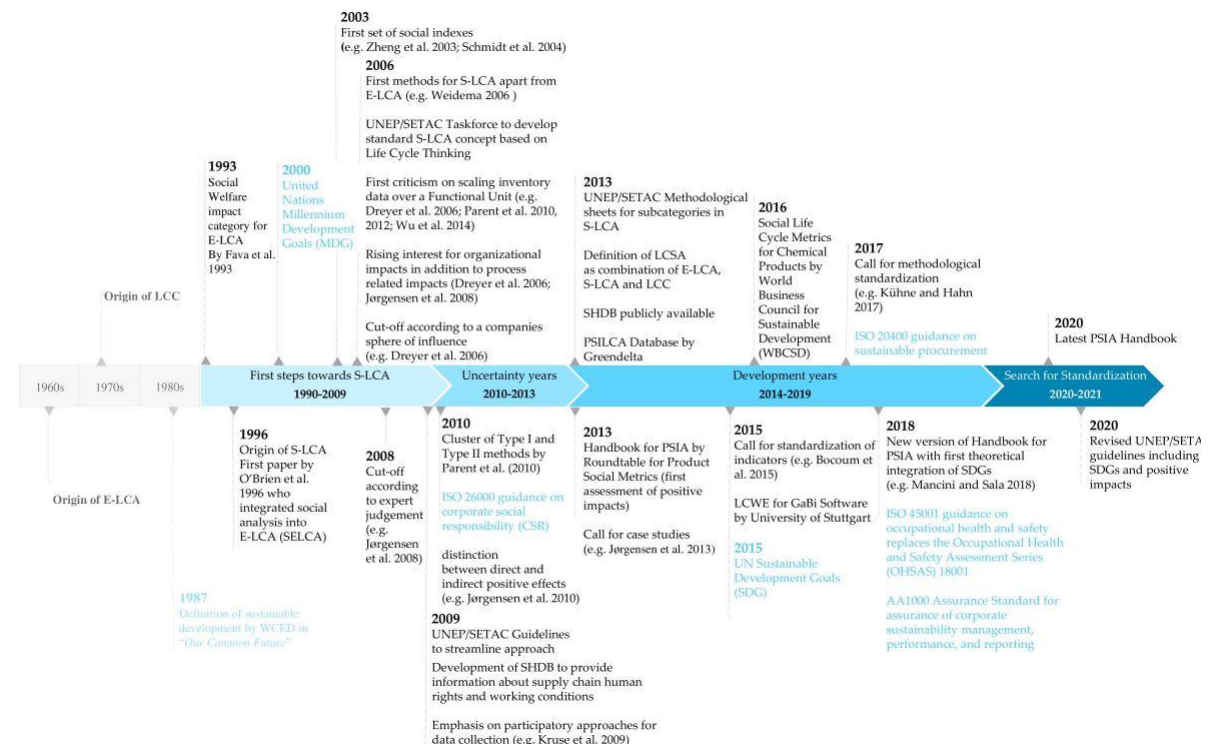 2003
First set of social indexes
(e.g. Zheng et al. 2003; Schmidt et al. 2004)
2006
First methods for S-LCA apart from
E-LCA (e.g. Weidema 2006 )
UNEP/SETAC Taskforce to develop
standard S-LCA concept based on
Life Cycle Thinking
First criticism on scaling inventory
data over a Functional Unit (e.g.
Dreyer et al. 2006; Parent et al. 2010,
2012; Wu et al. 2014)
Rising interest for organizational
impacts in addition to process
related impacts (Dreyer et al. 2006;
Jørgensen et al. 2008)
Cut-off according to a companies
sphere of influence
(e.g. Dreyer et al. 2006)
1993
Social
Welfare
impact
category for
E-LCA
By Fava et al.
1993
2000
United
Nations
Millennium
Development
Goals (MDG)
Origin of LCC
2013
UNEP/SETAC Methodological
sheets for subcategories in
S-LCA
Definition of LCSA
as combination of E-LCA,
S-LCA and LCC
SHDB publicly available
PSILCA Database by
Greendelta
2016
Social Life
Cycle Metrics
for Chemical
Products by
World
Business
Council for
Sustainable
Development
(WBCSD)
2017
Call for methodological
standardization
(e.g. Kühne and Hahn
2017)
ISO 20400 guidance on
sustainable procurement
2020
Latest PSIA Handbook
1960s
1970s
1980s
First steps towards S-LCA
1990-2009
Uncertainty years
2010-2013
Development years
2014-2019
Search for Standardization
2020-2021
Origin of E-LCA
1987
Definition of sustainable
development by WCED in
"Our Common Future"
1996
Origin of S-LCA
First paper by
O'Brien et al.
1996 who
integrated social
analysis into
E-LCA (SELCA)
2008
Cut-off
according
to expert
judgement
(e.g.
Jørgensen
et al. 2008)
2010
Cluster of Type I and
Type II methods by
Parent et al. (2010)
ISO 26000 guidance on
corporate social
responsibility (CSR)
distinction
between direct and
indirect positive effects
(e.g. Jørgensen et al. 2010)
2009
UNEP/SETAC Guidelines
to streamline approach
Development of SHDB to provide
information about supply chain human
rights and working conditions
Emphasis on participatory approaches for
data collection (e.g. Kruse et al. 2009)
2013
Handbook for PSIA by
Roundtable for Product
Social Metrics (first
assessment of positive
impacts)
Call for case studies
(e.g. Jørgensen et al. 2013)
2015
Call for standardization of
indicators (e.g. Bocoum et
al. 2015)
LCWE for GaBi Software
by University of Stuttgart
2015
UN Sustainable
Development Goals
(SDG)
2018
New version of Handbook for
PSIA with first theoretical
integration of SDGs
(e.g. Mancini and Sala 2018)
ISO 45001 guidance on
occupational health and safety
replaces the Occupational Health
and Safety Assessment Series
(OHSAS) 18001
AA1000 Assurance Standard for
assurance of corporate
sustainability management,
performance, and reporting
2020
Revised UNEP/SETA
guidelines including
SDGs and positive
impacts